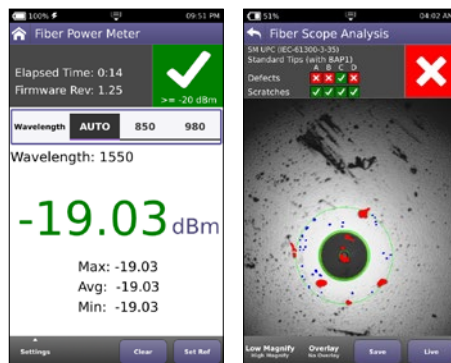 100%
09:51 PM
Fiber Power Meter
Elapsed Time: 0:14
Firmware Rev: 1.25
>= -20 dBm
Wavelength AUTO 850 980
Wavelength: 1550
-19.03 dBm
Max: -19.03
Avg: -19.03
Min: -19.03
Settings Clear Set Ref
51%
04:02 AM
Fiber Scope Analysis
SM UPC (IEC-61300-3-35)
Standard Tips (with BAP1)
A B C D
Defects
Scratches
Low Magnify Overlay Save Live
High Magnify No Overlay